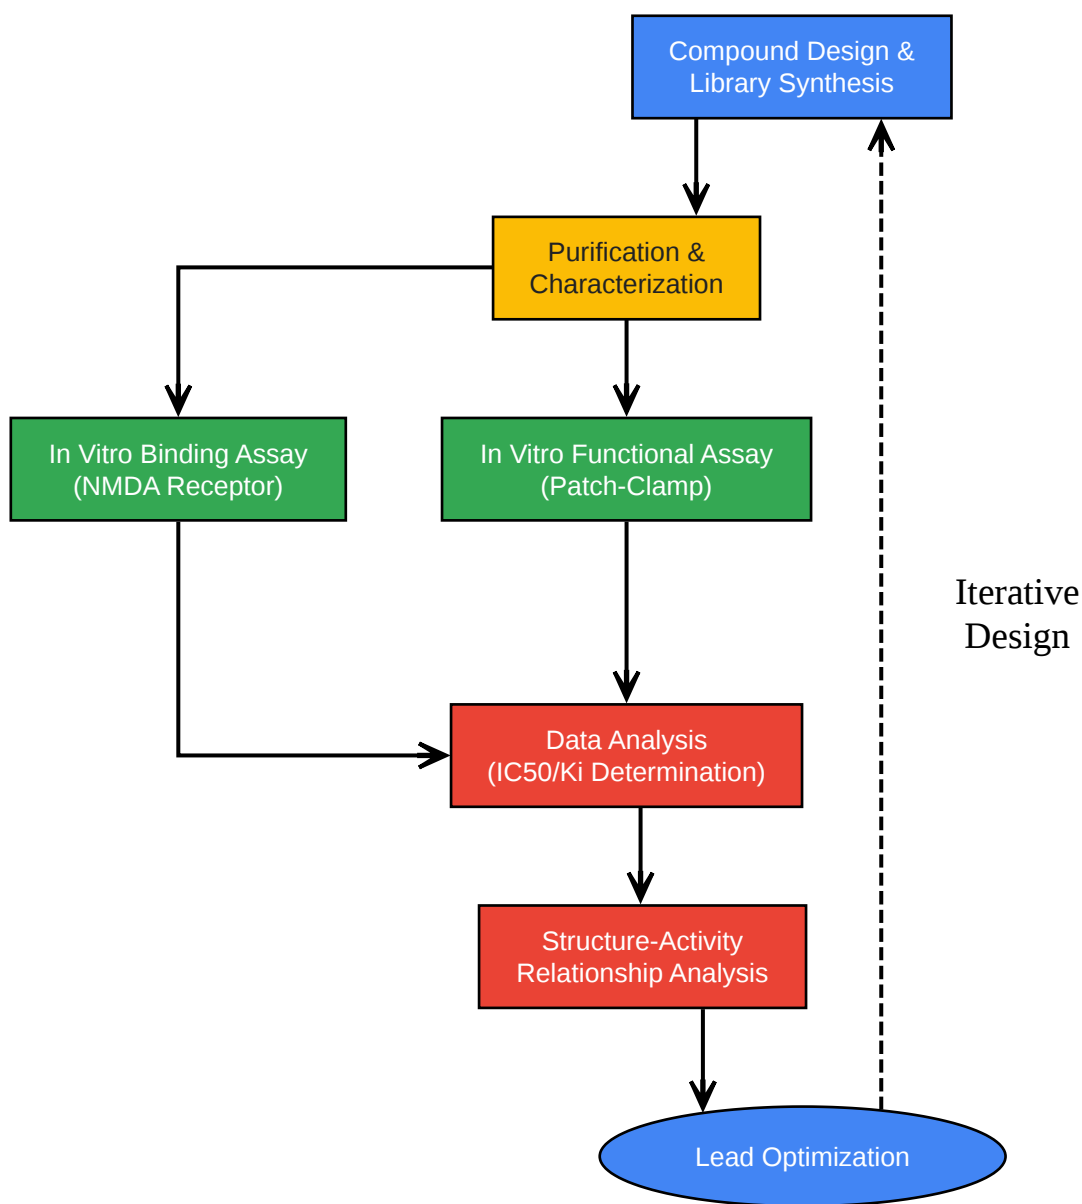 Compound Design &
Library Synthesis
Purification &
Characterization
In Vitro Binding Assay
(NMDA Receptor)
In Vitro Functional Assay
(Patch-Clamp)
Iterative
Design
Data Analysis
(IC50/Ki Determination)
Structure-Activity
Relationship Analysis
Lead Optimization